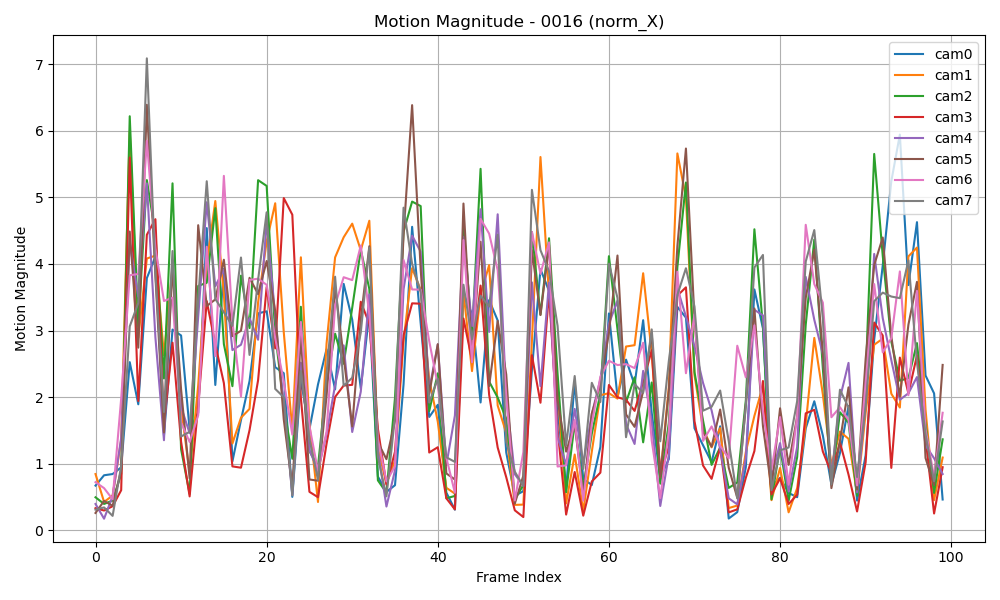 Motion Magnitude - 0016 (norm_X)
Motion Magnitude
7
6
5
4
3
2
1
0
0 20 40 60 80 100
Frame Index
cam0
cam1
cam2
cam3
cam4
cam5
cam6
cam7